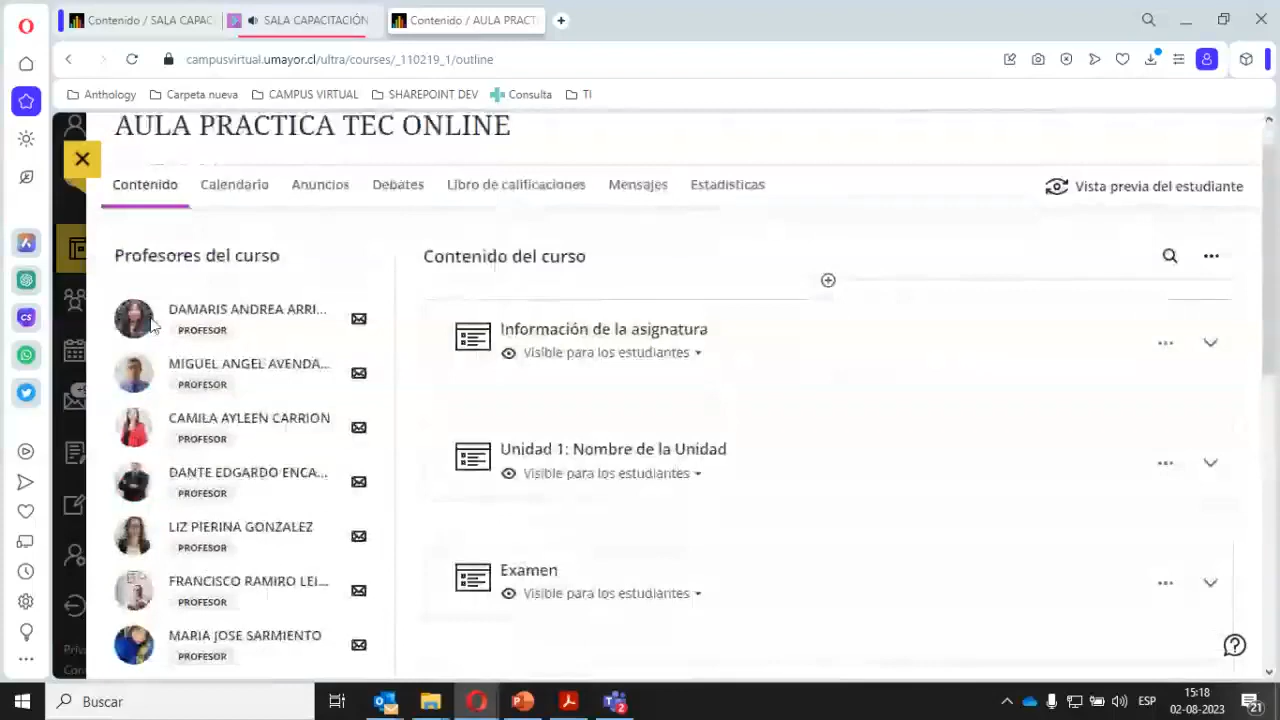 Contenido / SALA CAPAC
SALA CAPACITACIÓN
Contenido / AULA PRACT
campusvirtual.umayor.cl/ultra/courses/_110219_1/outline
Anthology
Carpeta nueva
CAMPUS VIRTUAL
SHAREPOINT DEV
Consulta
TI
AULA PRACTICA TEC ONLINE
Contenido
Calendario
Anuncios
Debates
Libro de calificaciones
Mensajes
Estadísticas
Vista previa del estudiante
Profesores del curso
DAMARIS ANDREA ARRI...
PROFESOR
MIGUEL ANGEL AVENDA...
PROFESOR
CAMILA AYLEEN CARRION
PROFESOR
DANTE EDGARDO ENCA...
PROFESOR
LIZ PIERINA GONZALEZ
PROFESOR
FRANCISCO RAMIRO LEI...
PROFESOR
MARIA JOSE SARMIENTO
PROFESOR
Contenido del curso
Información de la asignatura
Visible para los estudiantes
Unidad 1: Nombre de la Unidad
Visible para los estudiantes
Examen
Visible para los estudiantes
Buscar
ESP
15:18
02-08-2023
21